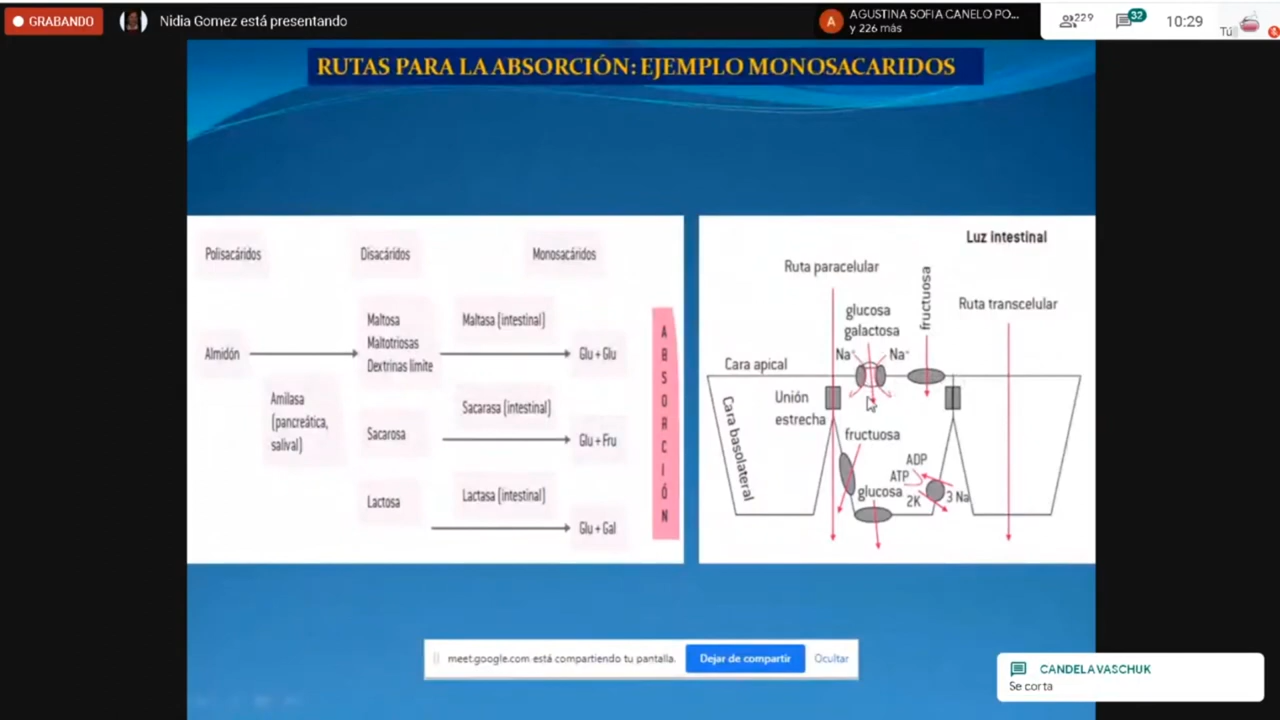 GRABANDO
Nidia Gomez está presentando
A
AGUSTINA SOFIA CANELO PO...
y 226 más
229
32
10:29
Tú
RUTAS PARA LA ABSORCIÓN: EJEMPLO MONOSACARIDOS
Polisacáridos
Disacáridos
Monosacáridos
Almidón
Amilasa
(pancreática,
salival)
Maltosa
Maltotriosas
Dextrinas límite
Maltasa (intestinal)
Glu + Glu
Sacarosa
Sacarasa (intestinal)
Glu + Fru
Lactosa
Lactasa (intestinal)
Glu + Gal
ABSORCIÓN
Luz intestinal
Ruta paracelular
glucosa
galactosa
fructuosa
Ruta transcelular
Na⁺
Na⁺
Cara apical
Unión
estrecha
Cara basolateral
fructuosa
ADP
ATP
glucosa
2K
3 Na
meet.google.com está compartiendo tu pantalla.
Dejar de compartir
Ocultar
CANDELA VASCHUK
Se corta